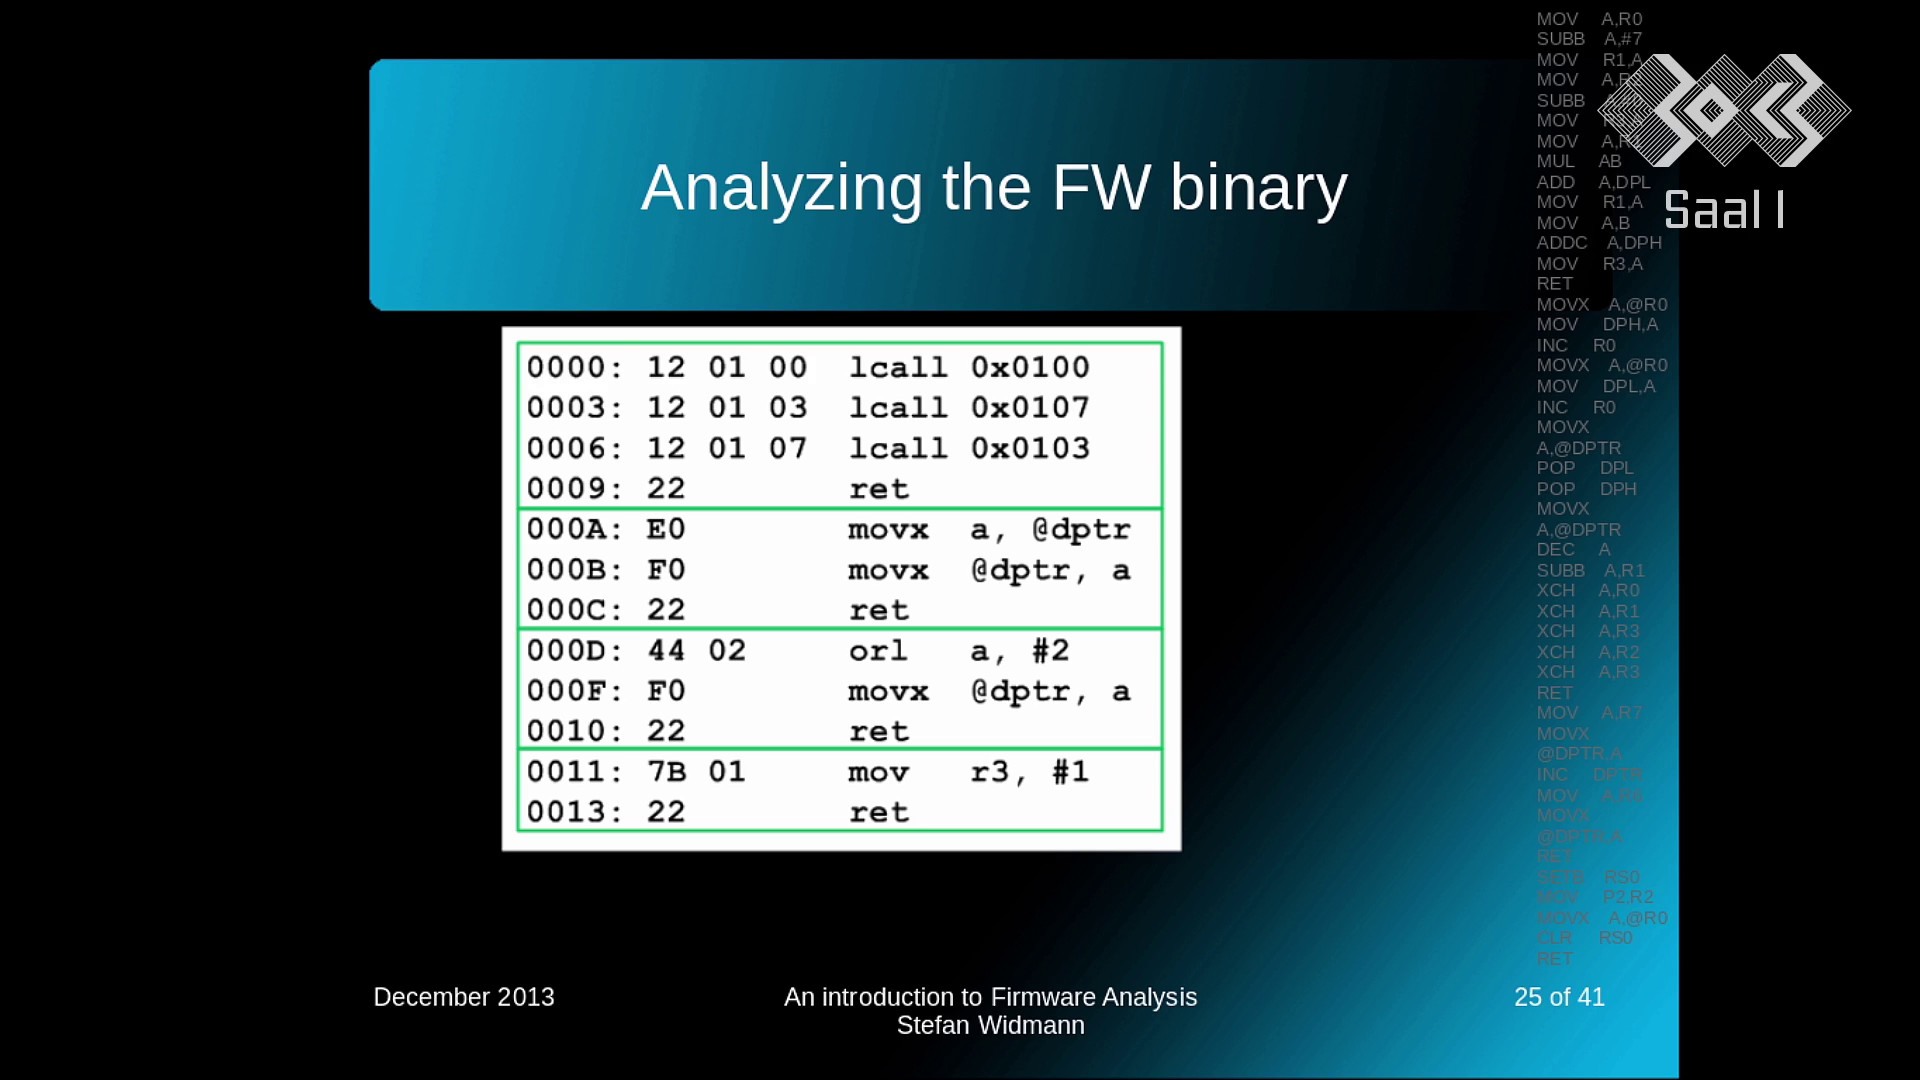 Analyzing the FW binary
0000: 12 01 00 lcall 0x0100
0003: 12 01 03 lcall 0x0107
0006: 12 01 07 lcall 0x0103
0009: 22 ret
000A: E0 movx a, @dptr
000B: F0 movx @dptr, a
000C: 22 ret
000D: 44 02 orl a, #2
000F: F0 movx @dptr, a
0010: 22 ret
0011: 7B 01 mov r3, #1
0013: 22 ret
MOV A,R0
SUBB A,#7
MOV R1,A
MOV
SUBB
MOV
MOV
MUL AB
ADD A,DPL
MOV R1,A
MOV A,B
ADDC A,DPH
MOV R3,A
RET
MOVX A,@R0
MOV DPH,A
INC R0
MOVX A,@R0
MOV DPL,A
INC R0
MOVX
A,@DPTR
POP DPL
POP DPH
MOVX
A,@DPTR
DEC A
SUBB A,R1
XCH A,R0
XCH A,R1
XCH A,R3
XCH A,R2
XCH A,R3
RET
MOV A,R7
MOVX
@DPTR,A
INC DPTR
MOV A,R6
MOVX
@DPTR,A
RET
SETB RS0
MOV P2,R2
MOVX A,@R0
CLR RS0
RET
30C3
Saal 1
December 2013
An introduction to Firmware Analysis
Stefan Widmann
25 of 41